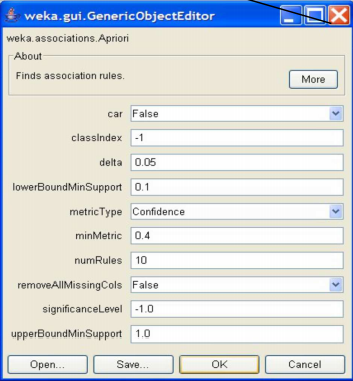 weka.gui.GenericObjectEditor
weka.associations.Apriori
About
Finds association rules.
More
car False
classIndex -1
delta 0.05
lowerBoundMinSupport 0.1
metricType Confidence
minMetric 0.4
numRules 10
removeAllMissingCols False
significanceLevel -1.0
upperBoundMinSupport 1.0
Open... Save... OK Cancel